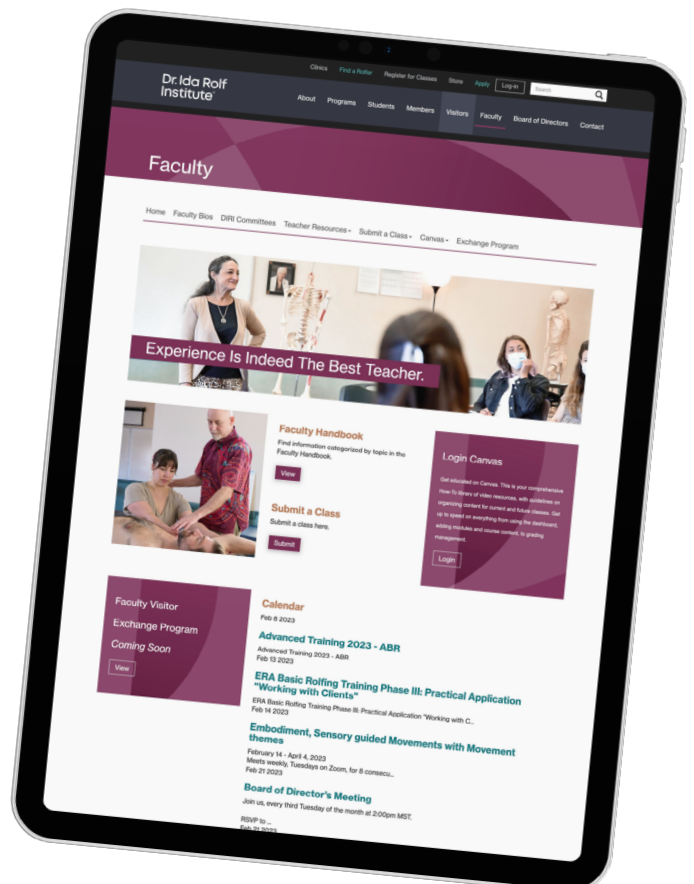 Clinics Find a Rolfer Register for Classes Store Apply Log-in Search
Dr. Ida Rolf
Institute
About Programs Students Members Visitors Faculty Board of Directors Contact
Faculty
Home Faculty Bios DIRI Committees Teacher Resources Submit a Class Canvas Exchange Program
Experience Is Indeed The Best Teacher.
Faculty Handbook
Find information categorized by topic in the
Faculty Handbook.
View
Submit a Class
Submit a class here.
Submit
Login Canvas
Get educated on Canvas. This is your comprehensive
How-To library of video resources, with guidelines on
organizing content for current and future classes. Get
up to speed on everything from using the dashboard,
adding modules and course content, to grading
management.
Login
Faculty Visitor
Exchange Program
Coming Soon
View
Calendar
Feb 8 2023
Advanced Training 2023 - ABR
Advanced Training 2023 - ABR
Feb 13 2023
ERA Basic Rolfing Training Phase III: Practical Application
"Working with Clients"
ERA Basic Rolfing Training Phase III: Practical Application "Working with C...
Feb 14 2023
Embodiment, Sensory guided Movements with Movement
themes
February 14 - April 4, 2023
Meets weekly, Tuesdays on Zoom, for 8 consecu...
Feb 21 2023
Board of Director's Meeting
Join us, every third Tuesday of the month at 2:00pm MST.
RSVP to ...
Feb 21 2023